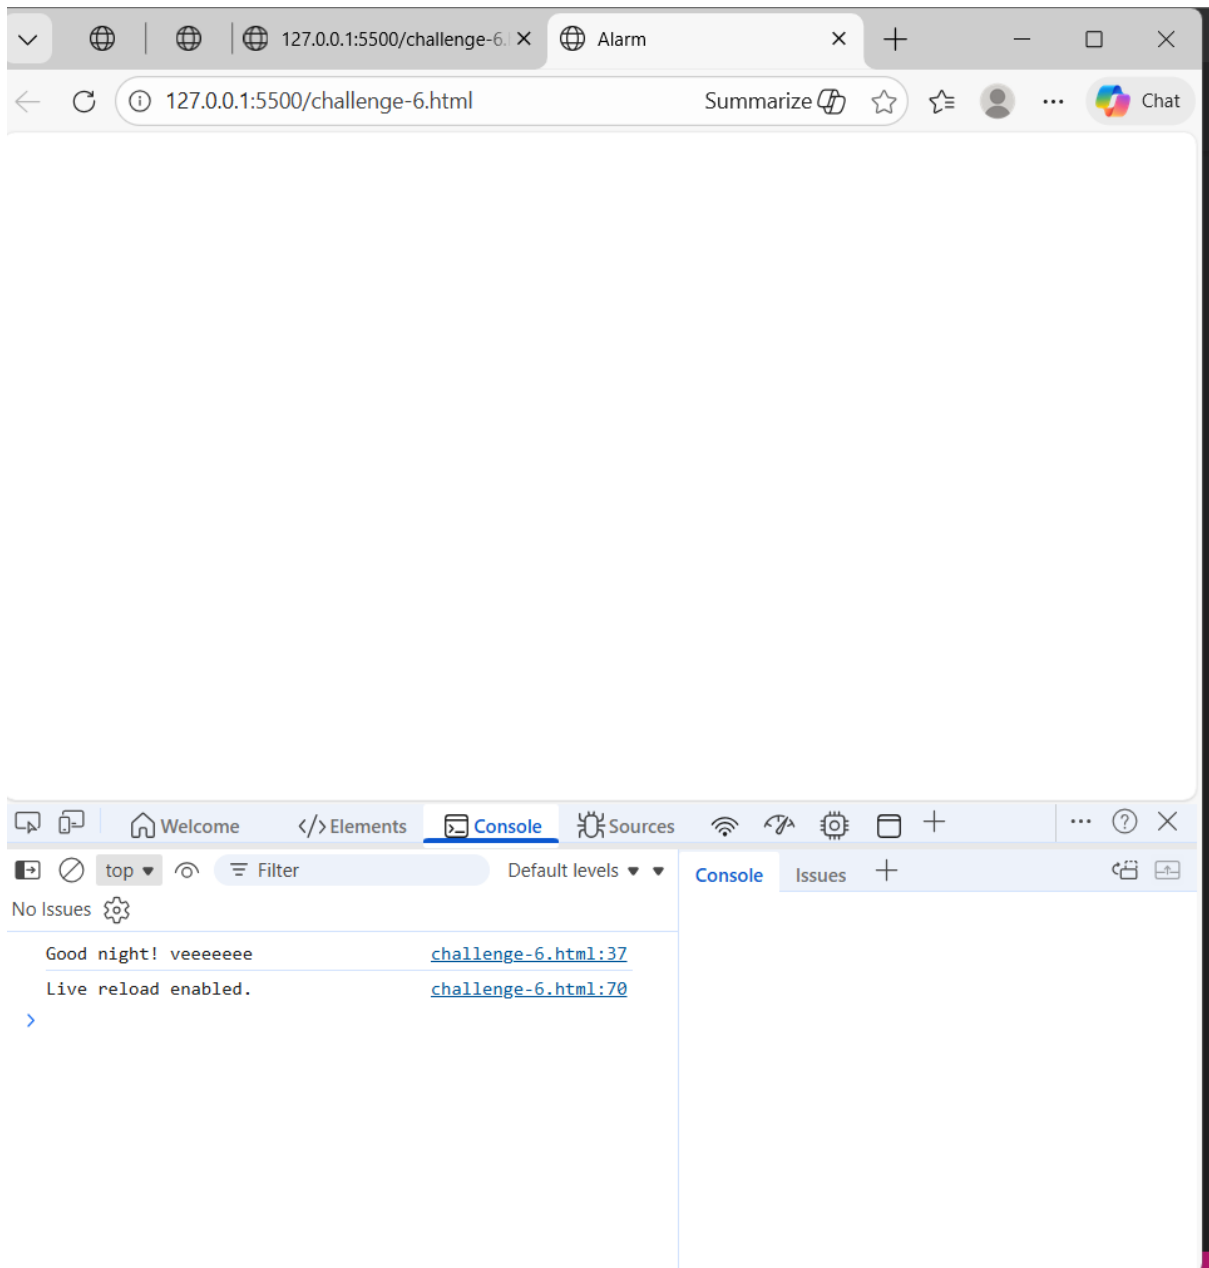 127.0.0.1:5500/challenge-6.
Alarm
127.0.0.1:5500/challenge-6.html
Summarize
Chat
Welcome
</>Elements
Console
Sources
top
Filter
Default levels
Console
Issues
No Issues
Good night! veeeeeee challenge-6.html:37
Live reload enabled. challenge-6.html:70